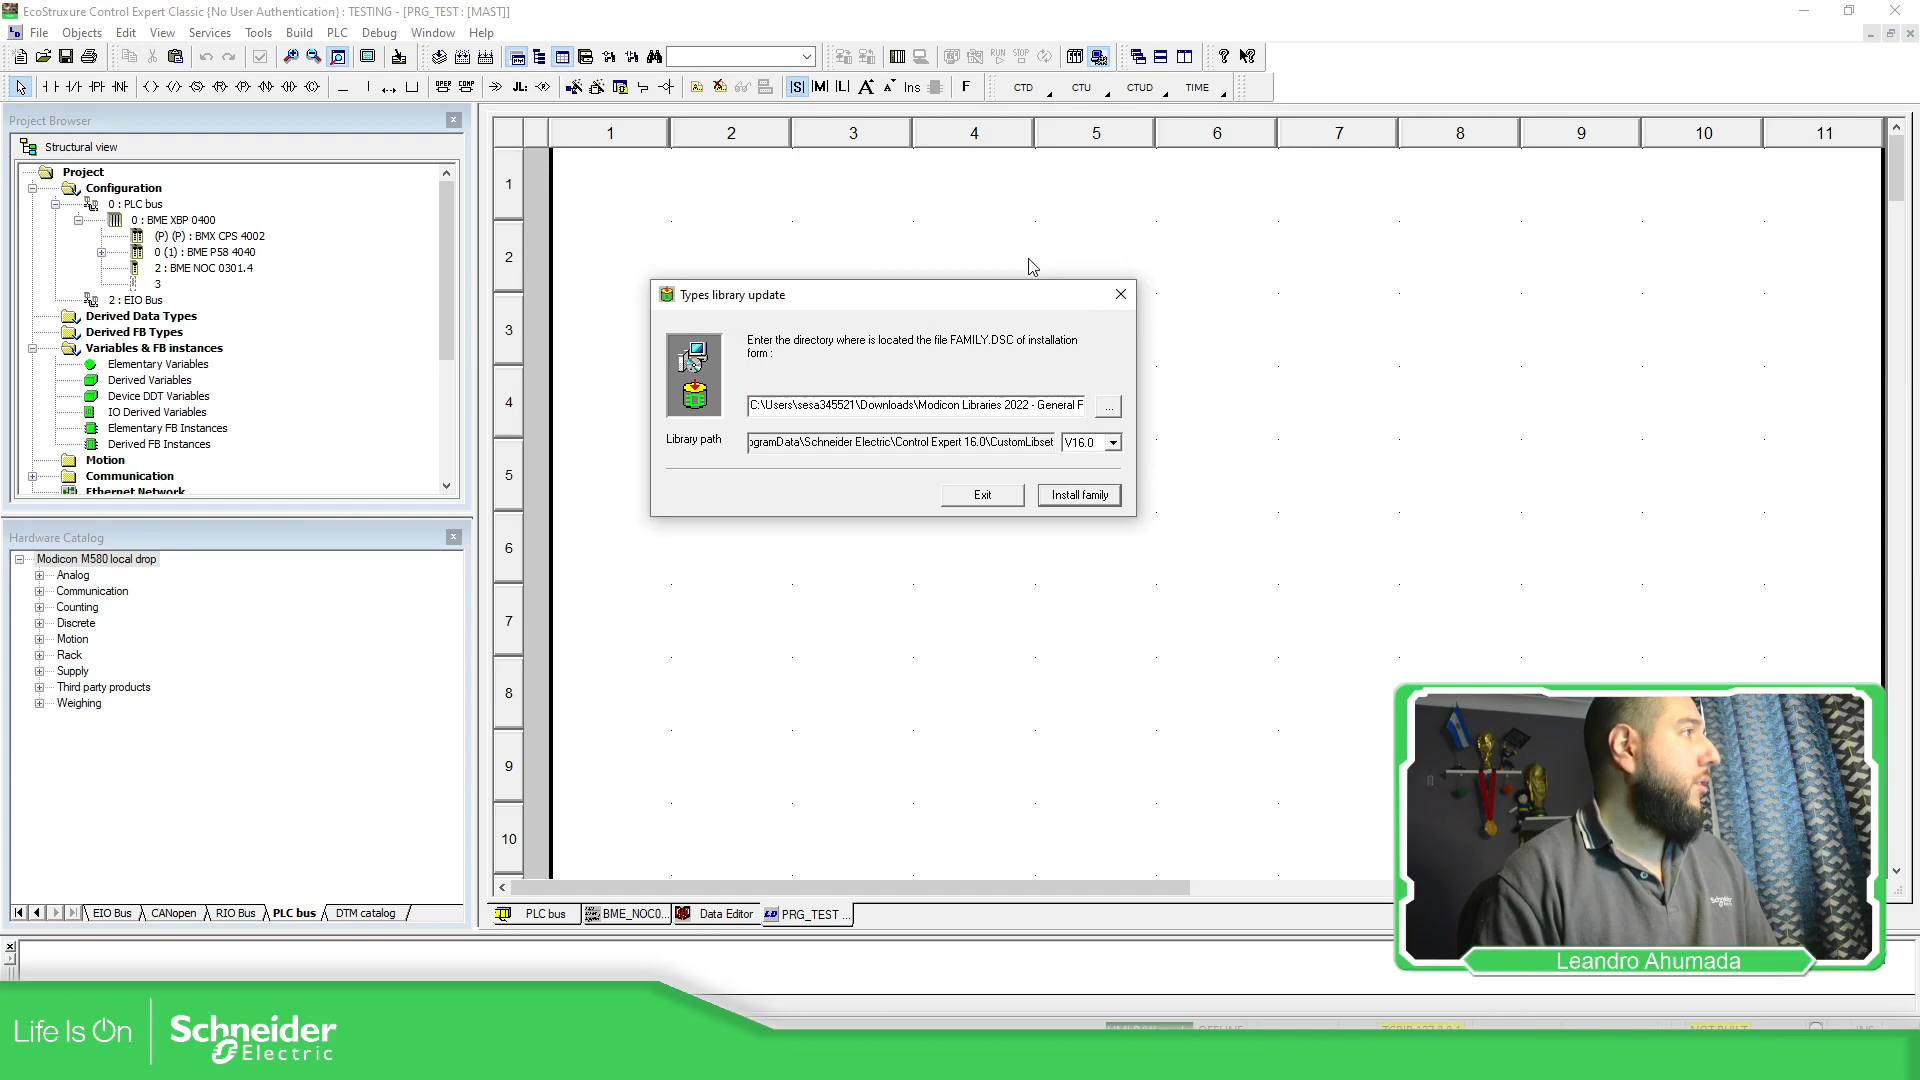 EcoStruxure Control Expert Classic {No User Authentication} : TESTING - [PRG_TEST : [MAST]]
File Objects Edit View Services Tools Build PLC Debug Window Help
CTD CTU CTUD TIME
Project Browser
Structural view
Project
Configuration
0 : PLC bus
0 : BME XBP 0400
(P) (P) : BMX CPS 4002
0 (1) : BME P58 4040
2 : BME NOC 0301.4
3
2 : EIO Bus
Derived Data Types
Derived FB Types
Variables & FB instances
Elementary Variables
Derived Variables
Device DDT Variables
IO Derived Variables
Elementary FB Instances
Derived FB Instances
Motion
Communication
Ethernet Network
Hardware Catalog
Modicon M580 local drop
Analog
Communication
Counting
Discrete
Motion
Rack
Supply
Third party products
Weighing
EIO Bus CANopen RIO Bus PLC bus DTM catalog
1 2 3 4 5 6 7 8 9 10 11
1
2
3
4
5
6
7
8
9
10
Types library update
Enter the directory where is located the file FAMILY.DSC of installation
form :
C:\Users\sesa345521\Downloads\Modicon Libraries 2022 - General F
...
Library path
ogramData\Schneider Electric\Control Expert 16.0\CustomLibset
V16.0
Exit Install family
PLC bus BME_NOC0... Data Editor PRG_TEST ...
Leandro Ahumada
Life Is On
Schneider
Electric